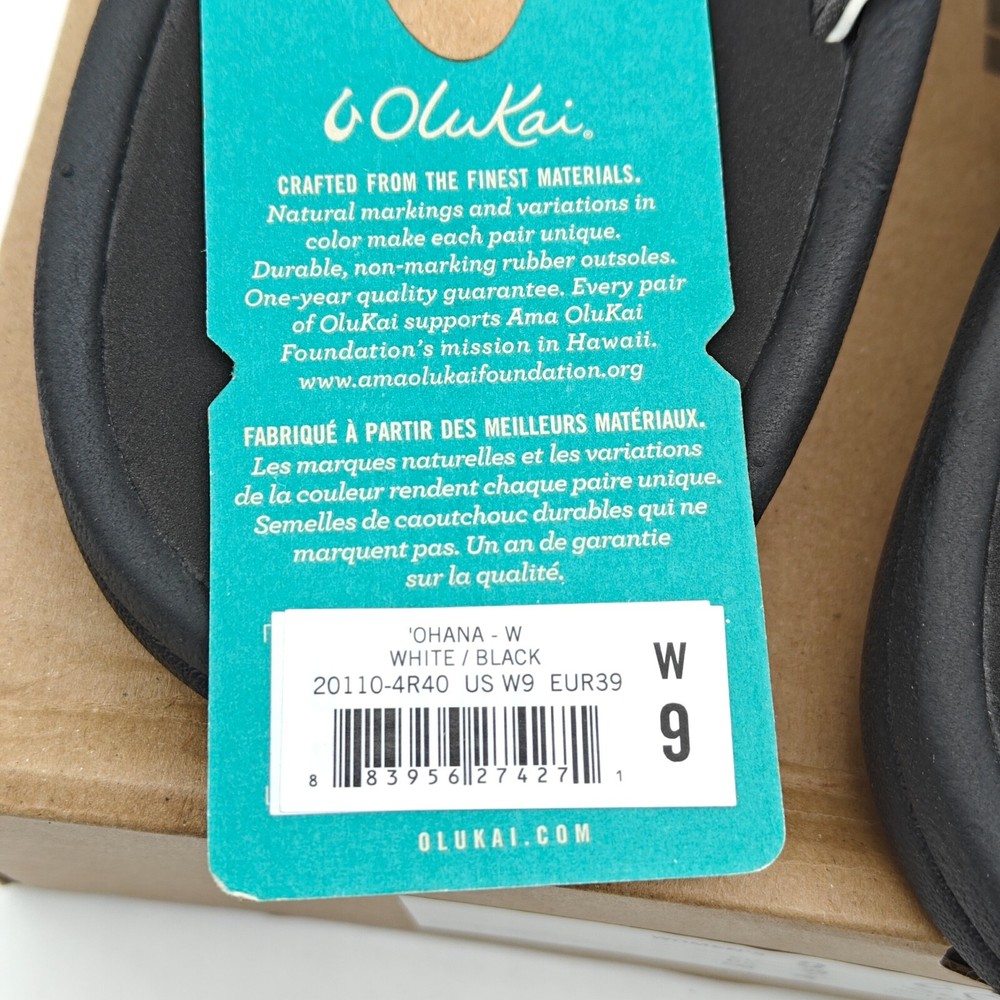 OluKai®
CRAFTED FROM THE FINEST MATERIALS.
Natural markings and variations in
color make each pair unique.
Durable, non-marking rubber outsoles.
One-year quality guarantee. Every pair
of OluKai supports Ama OluKai
Foundation's mission in Hawaii.
www.amaolukaifoundation.org
FABRIQUÉ À PARTIR DES MEILLEURS MATÉRIAUX.
Les marques naturelles et les variations
de la couleur rendent chaque paire unique.
Semelles de caoutchouc durables qui ne
marquent pas. Un an de garantie
sur la qualité.
'OHANA - W
WHITE / BLACK
20110-4R40 US W9 EUR39
W
9
8 83956 27427 1
OLUKAI.COM